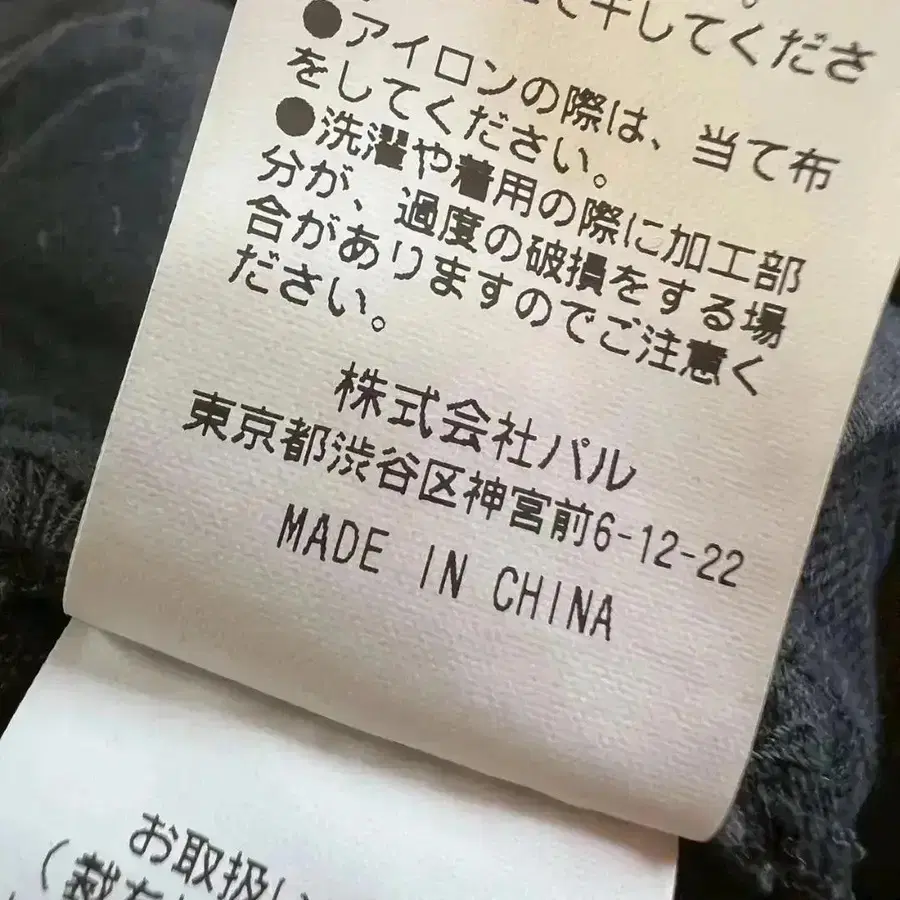 て干してくださ
●アイロンの際は、当て布
をしてください。
●洗濯や着用の際に加工部
分が、過度の破損をする場
合がありますのでご注意く
ださい。
株式会社パル
東京都渋谷区神宮前6-12-22
MADE IN CHINA
お取扱い
(裁